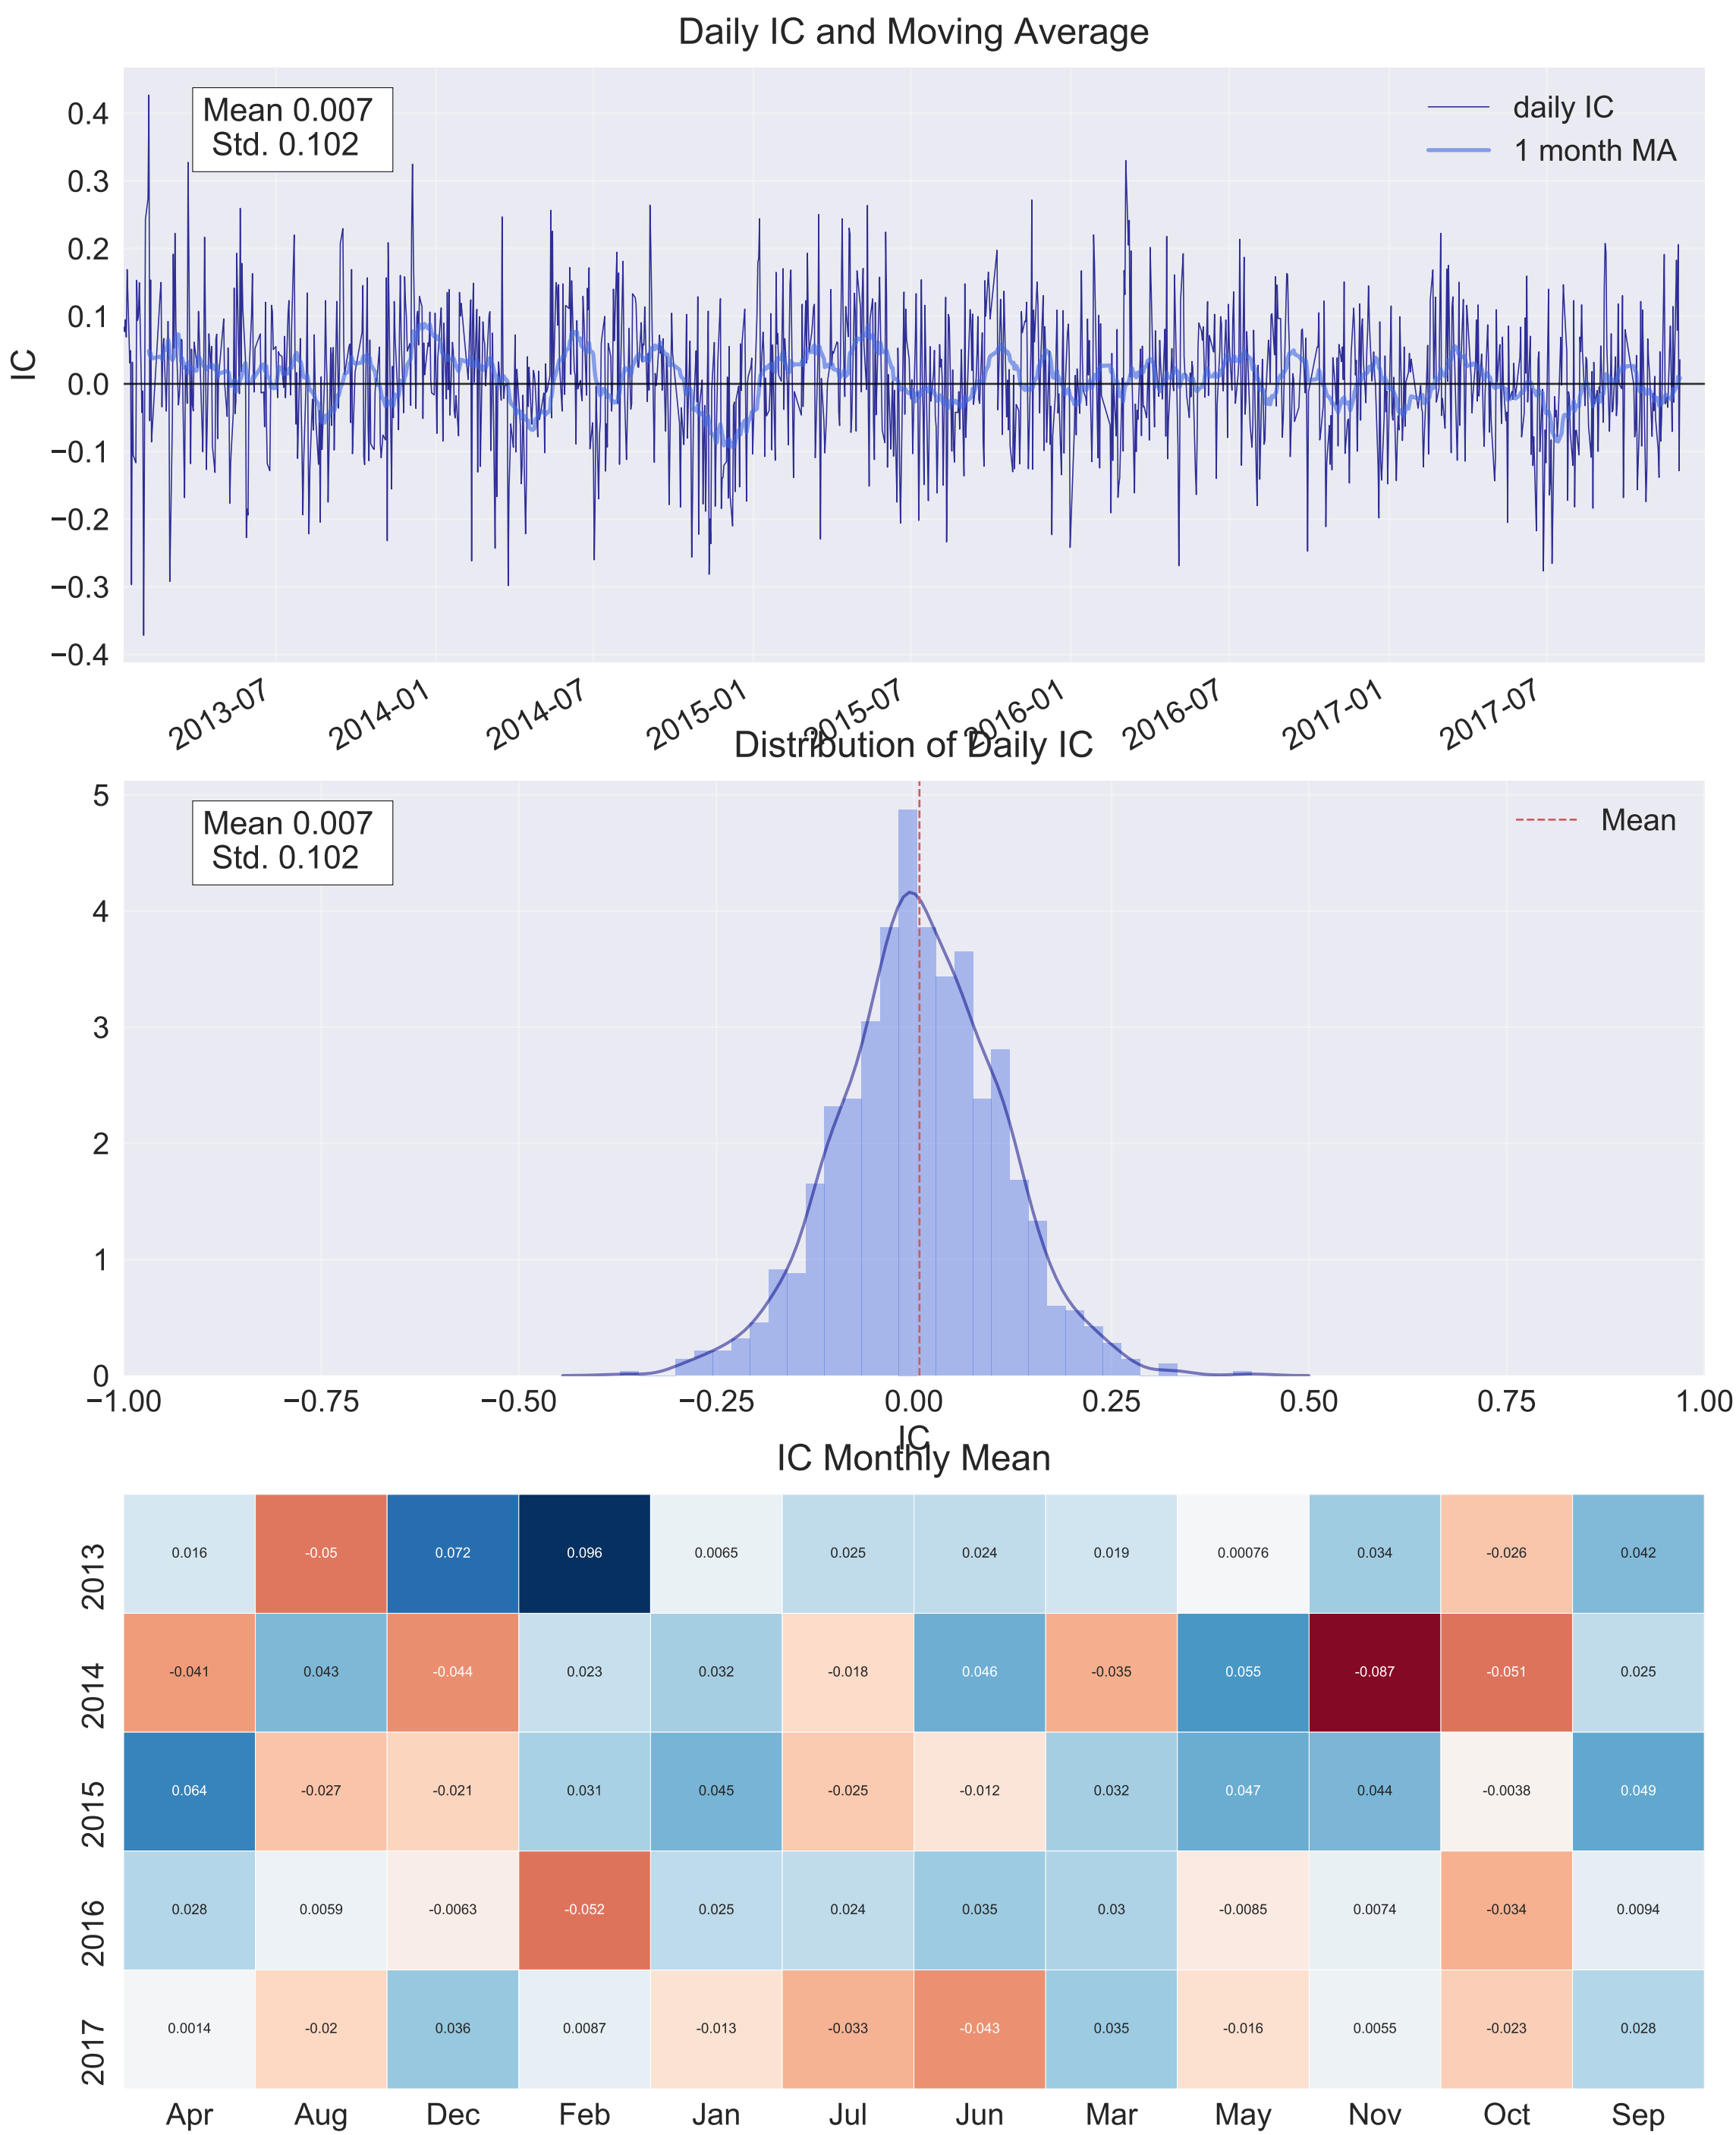 Daily IC and Moving Average
Mean 0.007
Std. 0.102
daily IC
1 month MA
IC
0.4
0.3
0.2
0.1
0.0
−0.1
−0.2
−0.3
−0.4
2013-07 2014-01 2014-07 2015-01 2015-07 2016-01 2016-07 2017-01 2017-07
Distribution of Daily IC
Mean 0.007
Std. 0.102
Mean
5
4
3
2
1
0
−1.00 −0.75 −0.50 −0.25 0.00 0.25 0.50 0.75 1.00
IC
IC Monthly Mean
2013 0.016 -0.05 0.072 0.096 0.0065 0.025 0.024 0.019 0.00076 0.034 -0.026 0.042
2014 -0.041 0.043 -0.044 0.023 0.032 -0.018 0.046 -0.035 0.055 -0.087 -0.051 0.025
2015 0.064 -0.027 -0.021 0.031 0.045 -0.025 -0.012 0.032 0.047 0.044 -0.0038 0.049
2016 0.028 0.0059 -0.0063 -0.052 0.025 0.024 0.035 0.03 -0.0085 0.0074 -0.034 0.0094
2017 0.0014 -0.02 0.036 0.0087 -0.013 -0.033 -0.043 0.035 -0.016 0.0055 -0.023 0.028
Apr Aug Dec Feb Jan Jul Jun Mar May Nov Oct Sep